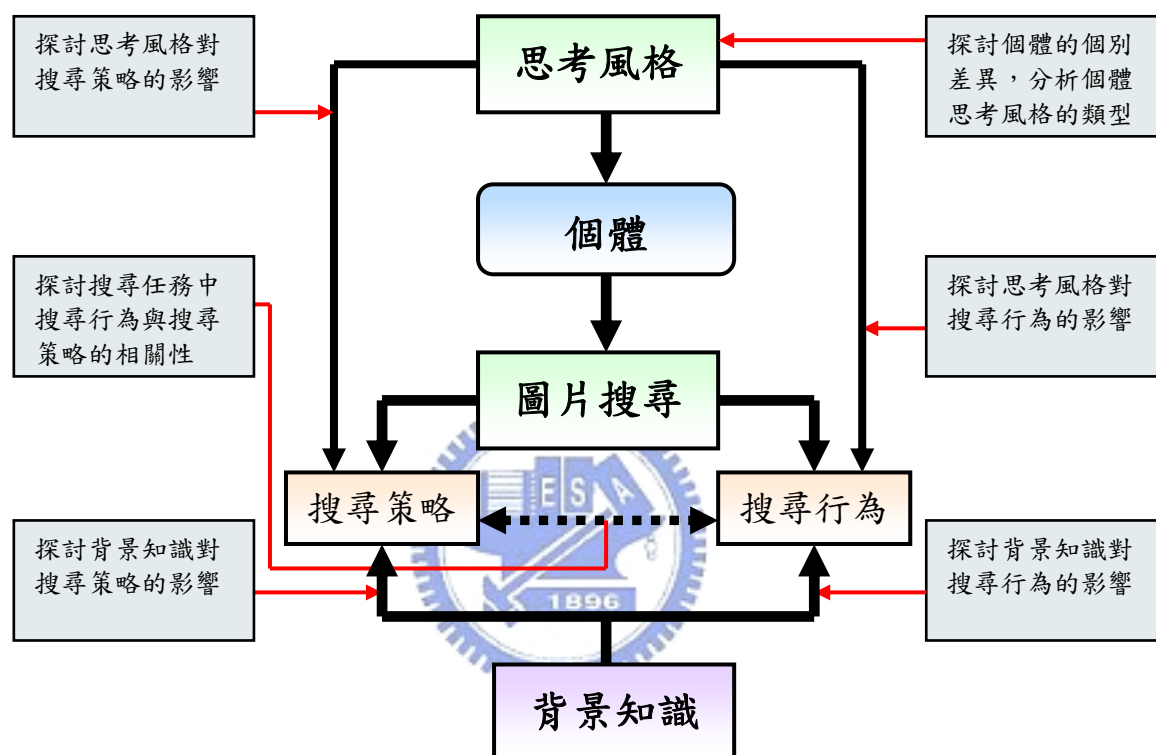 探討思考風格對
搜尋策略的影響
思考風格
探討個體的個別
差異，分析個體
思考風格的類型
個體
探討搜尋任務中
搜尋行為與搜尋
策略的相關性
探討思考風格對
搜尋行為的影響
圖片搜尋
搜尋策略
ESA
搜尋行為
探討背景知識對
搜尋策略的影響
1896
探討背景知識對
搜尋行為的影響
背景知識